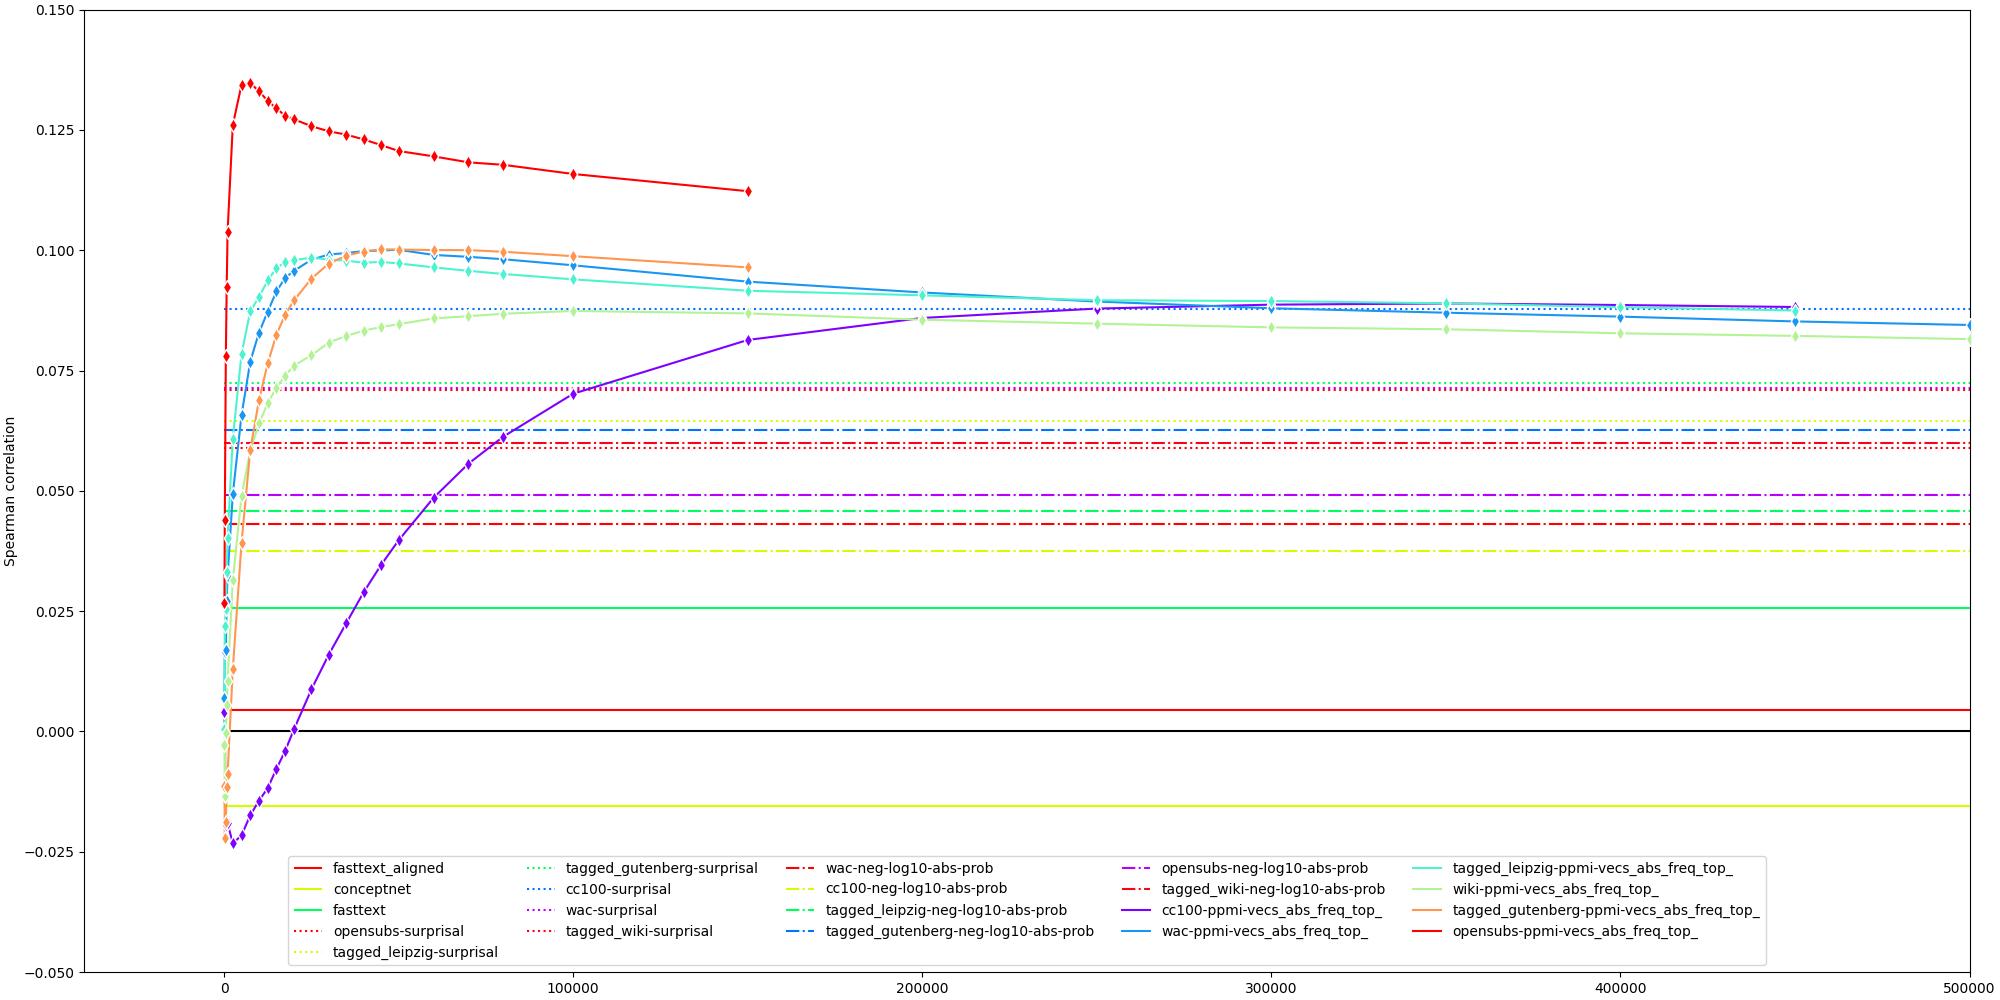 0.150
0.125
0.100
0.075
0.050
0.025
0.000
−0.025
−0.050
Spearman correlation
fasttext_aligned
conceptnet
fasttext
opensubs-surprisal
tagged_leipzig-surprisal
tagged_gutenberg-surprisal
cc100-surprisal
wac-surprisal
tagged_wiki-surprisal
wac-neg-log10-abs-prob
cc100-neg-log10-abs-prob
tagged_leipzig-neg-log10-abs-prob
tagged_gutenberg-neg-log10-abs-prob
opensubs-neg-log10-abs-prob
tagged_wiki-neg-log10-abs-prob
cc100-ppmi-vecs_abs_freq_top_
wac-ppmi-vecs_abs_freq_top_
tagged_leipzig-ppmi-vecs_abs_freq_top_
wiki-ppmi-vecs_abs_freq_top_
tagged_gutenberg-ppmi-vecs_abs_freq_top_
opensubs-ppmi-vecs_abs_freq_top_
0
100000
200000
300000
400000
500000